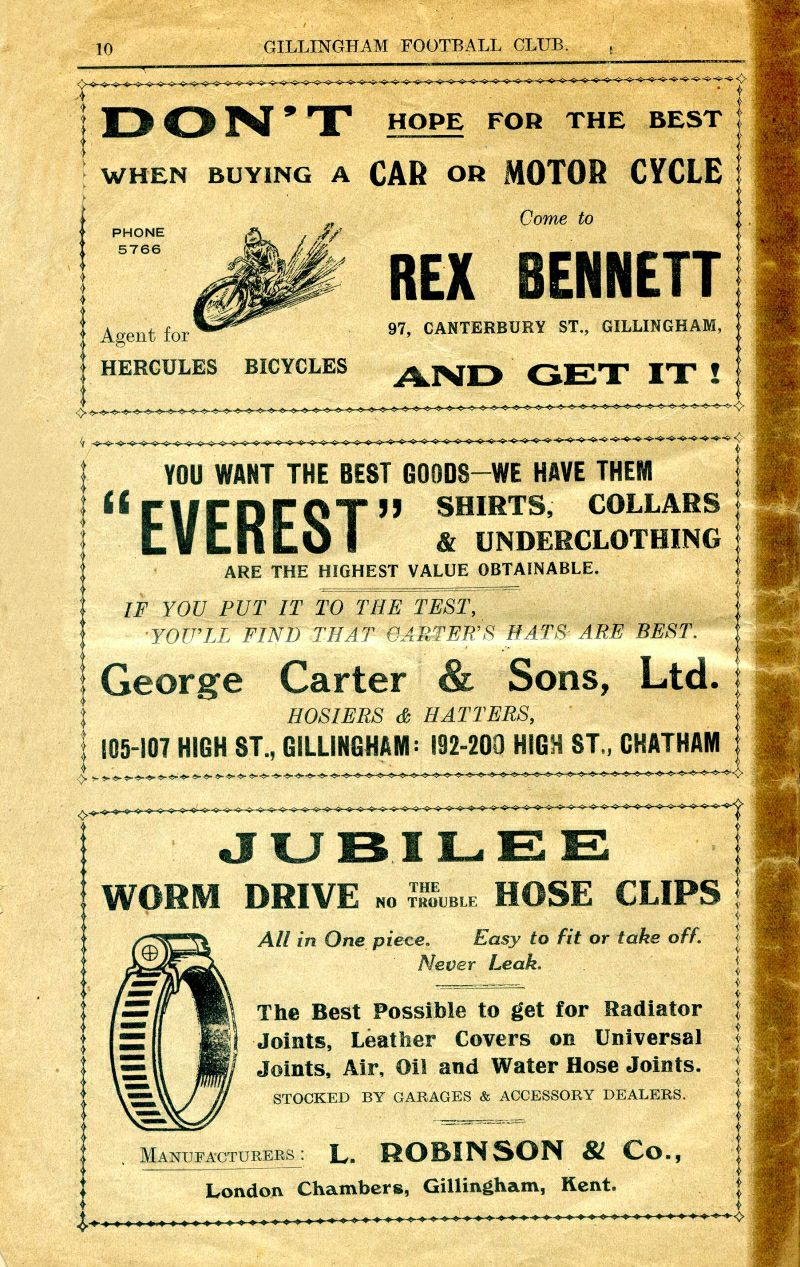 10 GILLINGHAM FOOTBALL CLUB.
DON'T HOPE FOR THE BEST
WHEN BUYING A CAR OR MOTOR CYCLE
Come to
PHONE
5766
REX BENNETT
97, CANTERBURY ST., GILLINGHAM,
Agent for
HERCULES BICYCLES
AND GET IT!
YOU WANT THE BEST GOODS—WE HAVE THEM
"EVEREST" SHIRTS, COLLARS
& UNDERCLOTHING
ARE THE HIGHEST VALUE OBTAINABLE.
IF YOU PUT IT TO THE TEST,
YOU'LL FIND THAT CARTER'S HATS ARE BEST.
George Carter & Sons, Ltd.
HOSIERS & HATTERS,
105-107 HIGH ST., GILLINGHAM: 192-200 HIGH ST., CHATHAM
JUBILEE
WORM DRIVE THE NO TROUBLE HOSE CLIPS
All in One piece. Easy to fit or take off.
Never Leak.
The Best Possible to get for Radiator
Joints, Leather Covers on Universal
Joints, Air, Oil and Water Hose Joints.
STOCKED BY GARAGES & ACCESSORY DEALERS.
MANUFACTURERS: L. ROBINSON & Co.,
London Chambers, Gillingham, Kent.